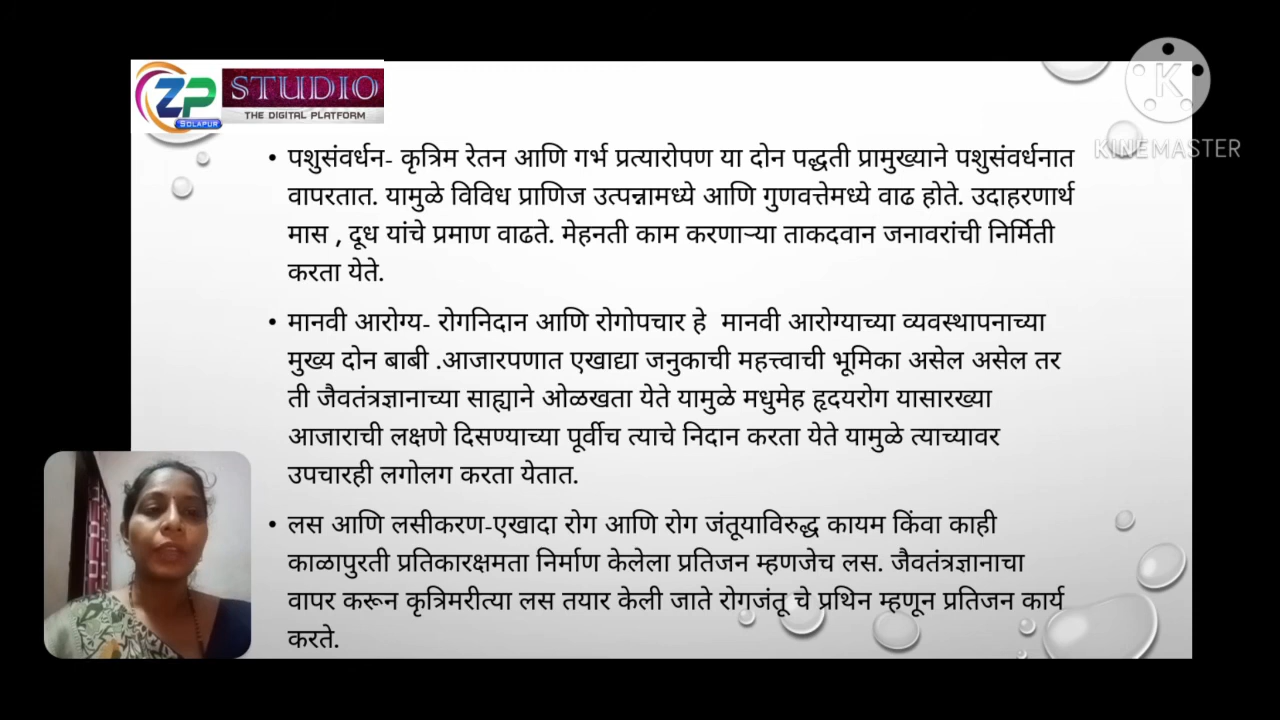 ZP
SOLAPUR
STUDIO
THE DIGITAL PLATFORM
K
KINEMASTER
• पशुसंवर्धन- कृत्रिम रेतन आणि गर्भ प्रत्यारोपण या दोन पद्धती प्रामुख्याने पशुसंवर्धनात
वापरतात. यामुळे विविध प्राणिज उत्पन्नामध्ये आणि गुणवत्तेमध्ये वाढ होते. उदाहरणार्थ
मास , दूध यांचे प्रमाण वाढते. मेहनती काम करणाऱ्या ताकदवान जनावरांची निर्मिती
करता येते.
• मानवी आरोग्य- रोगनिदान आणि रोगोपचार हे मानवी आरोग्याच्या व्यवस्थापनाच्या
मुख्य दोन बाबी .आजारपणात एखाद्या जनुकाची महत्त्वाची भूमिका असेल असेल तर
ती जैवतंत्रज्ञानाच्या साह्याने ओळखता येते यामुळे मधुमेह हृदयरोग यासारख्या
आजाराची लक्षणे दिसण्याच्या पूर्वीच त्याचे निदान करता येते यामुळे त्याच्यावर
उपचारही लगोलग करता येतात.
• लस आणि लसीकरण-एखादा रोग आणि रोग जंतूयाविरुद्ध कायम किंवा काही
काळापुरती प्रतिकारक्षमता निर्माण केलेला प्रतिजन म्हणजेच लस. जैवतंत्रज्ञानाचा
वापर करून कृत्रिमरीत्या लस तयार केली जाते रोगजंतू चे प्रथिन म्हणून प्रतिजन कार्य
करते.